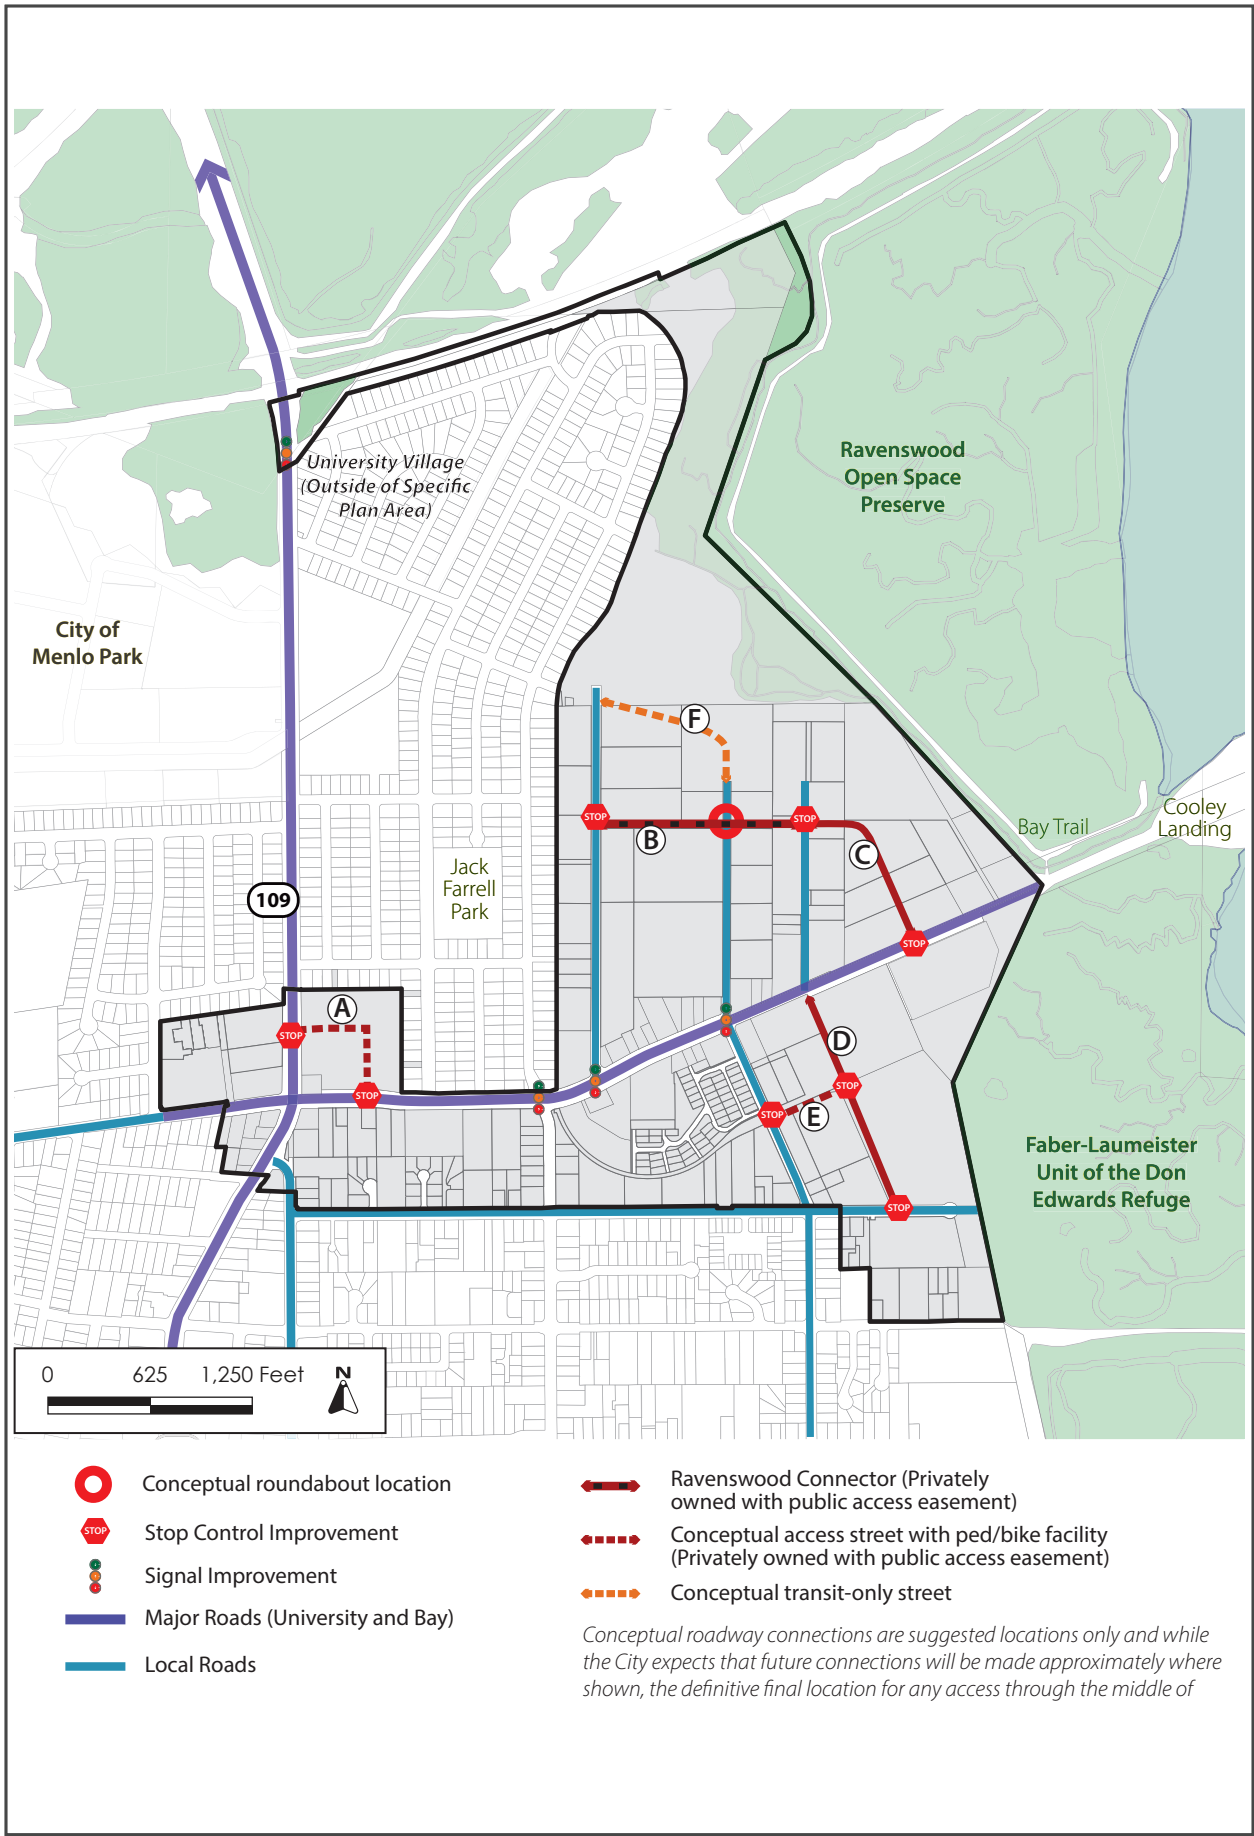 University Village
(Outside of Specific
Plan Area)
Ravenswood
Open Space
Preserve
City of
Menlo Park
F
STOP
STOP
B
C
Cooley
Landing
Bay Trail
Jack
Farrell
Park
109
STOP
A
STOP
STOP
D
STOP
STOP
E
Faber-Laumeister
Unit of the Don
Edwards Refuge
STOP
0 625 1,250 Feet
N
Conceptual roundabout location
STOP
Stop Control Improvement
Signal Improvement
Major Roads (University and Bay)
Local Roads
Ravenswood Connector (Privately
owned with public access easement)
Conceptual access street with ped/bike facility
(Privately owned with public access easement)
Conceptual transit-only street
Conceptual roadway connections are suggested locations only and while
the City expects that future connections will be made approximately where
shown, the definitive final location for any access through the middle of